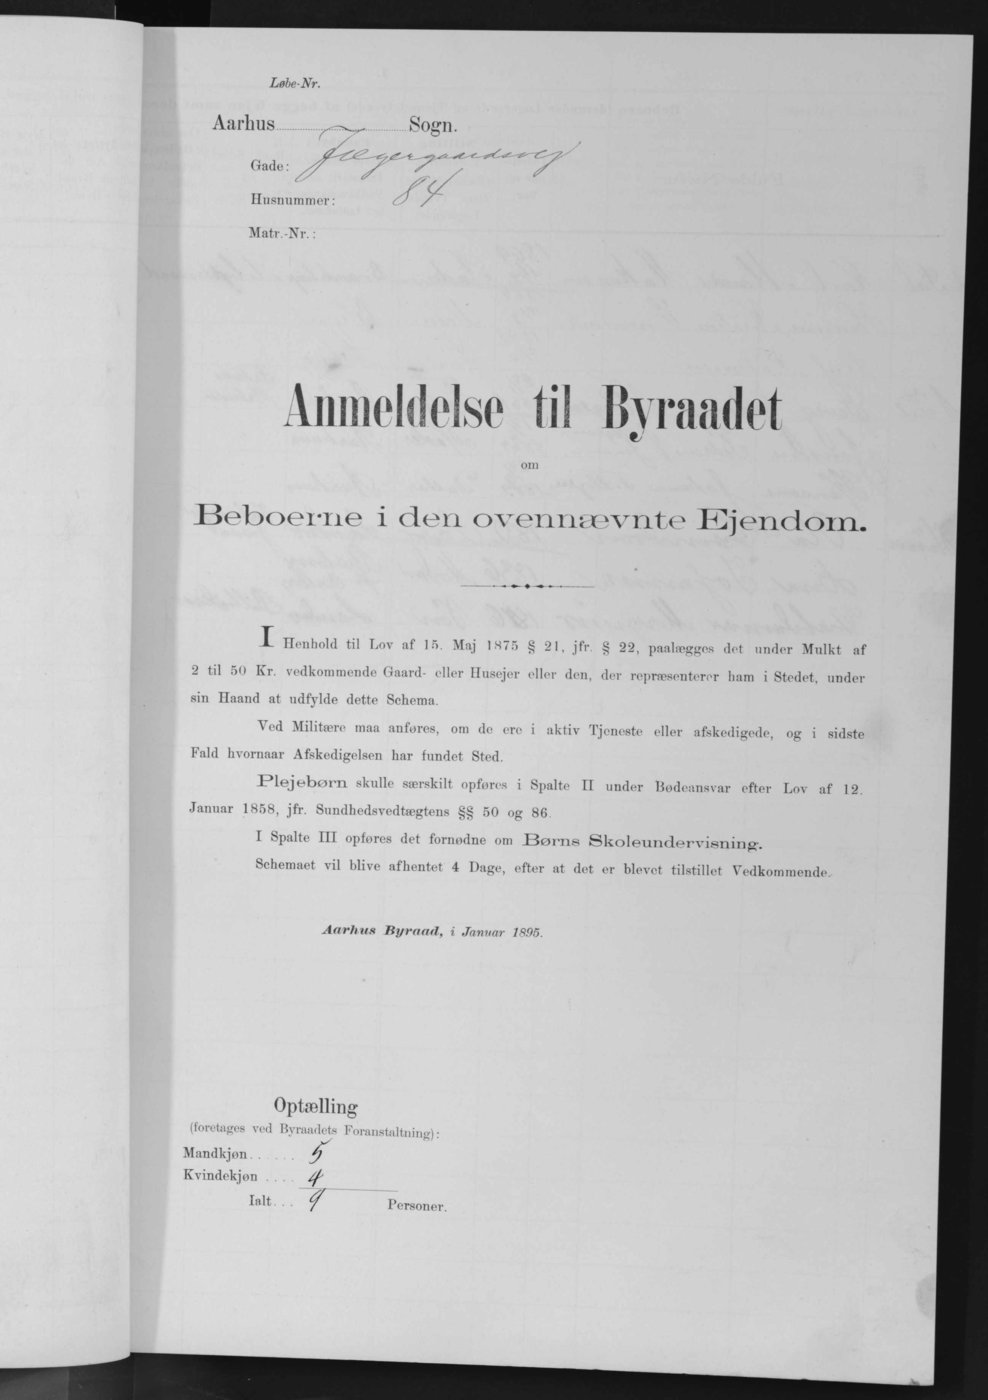 Løbe-Nr.
Aarhus Sogn.
Gade: Jægergaardsvej
Husnummer: 84
Matr.-Nr.:
Anmeldelse til Byraadet
om
Beboerne i den ovennævnte Ejendom.
I Henhold til Lov af 15. Maj 1875 § 21, jfr. § 22, paalægges det under Mulkt af
2 til 50 Kr. vedkommende Gaard- eller Husejer eller den, der repræsenterer ham i Stedet, under
sin Haand at udfylde dette Schema.
Ved Militære maa anføres, om de ere i aktiv Tjeneste eller afskedigede, og i sidste
Fald hvornaar Afskedigelsen har fundet Sted.
Plejebørn skulle særskilt opføres i Spalte II under Bødeansvar efter Lov af 12.
Januar 1858, jfr. Sundhedsvedtægtens §§ 50 og 86.
I Spalte III opføres det fornødne om Børns Skoleundervisning.
Schemaet vil blive afhentet 4 Dage, efter at det er blevet tilstillet Vedkommende.
Aarhus Byraad, i Januar 1895.
Optælling
(foretages ved Byraadets Foranstaltning):
Mandkjøn...... 5
Kvindekjøn .... 4
Ialt... 9 Personer.